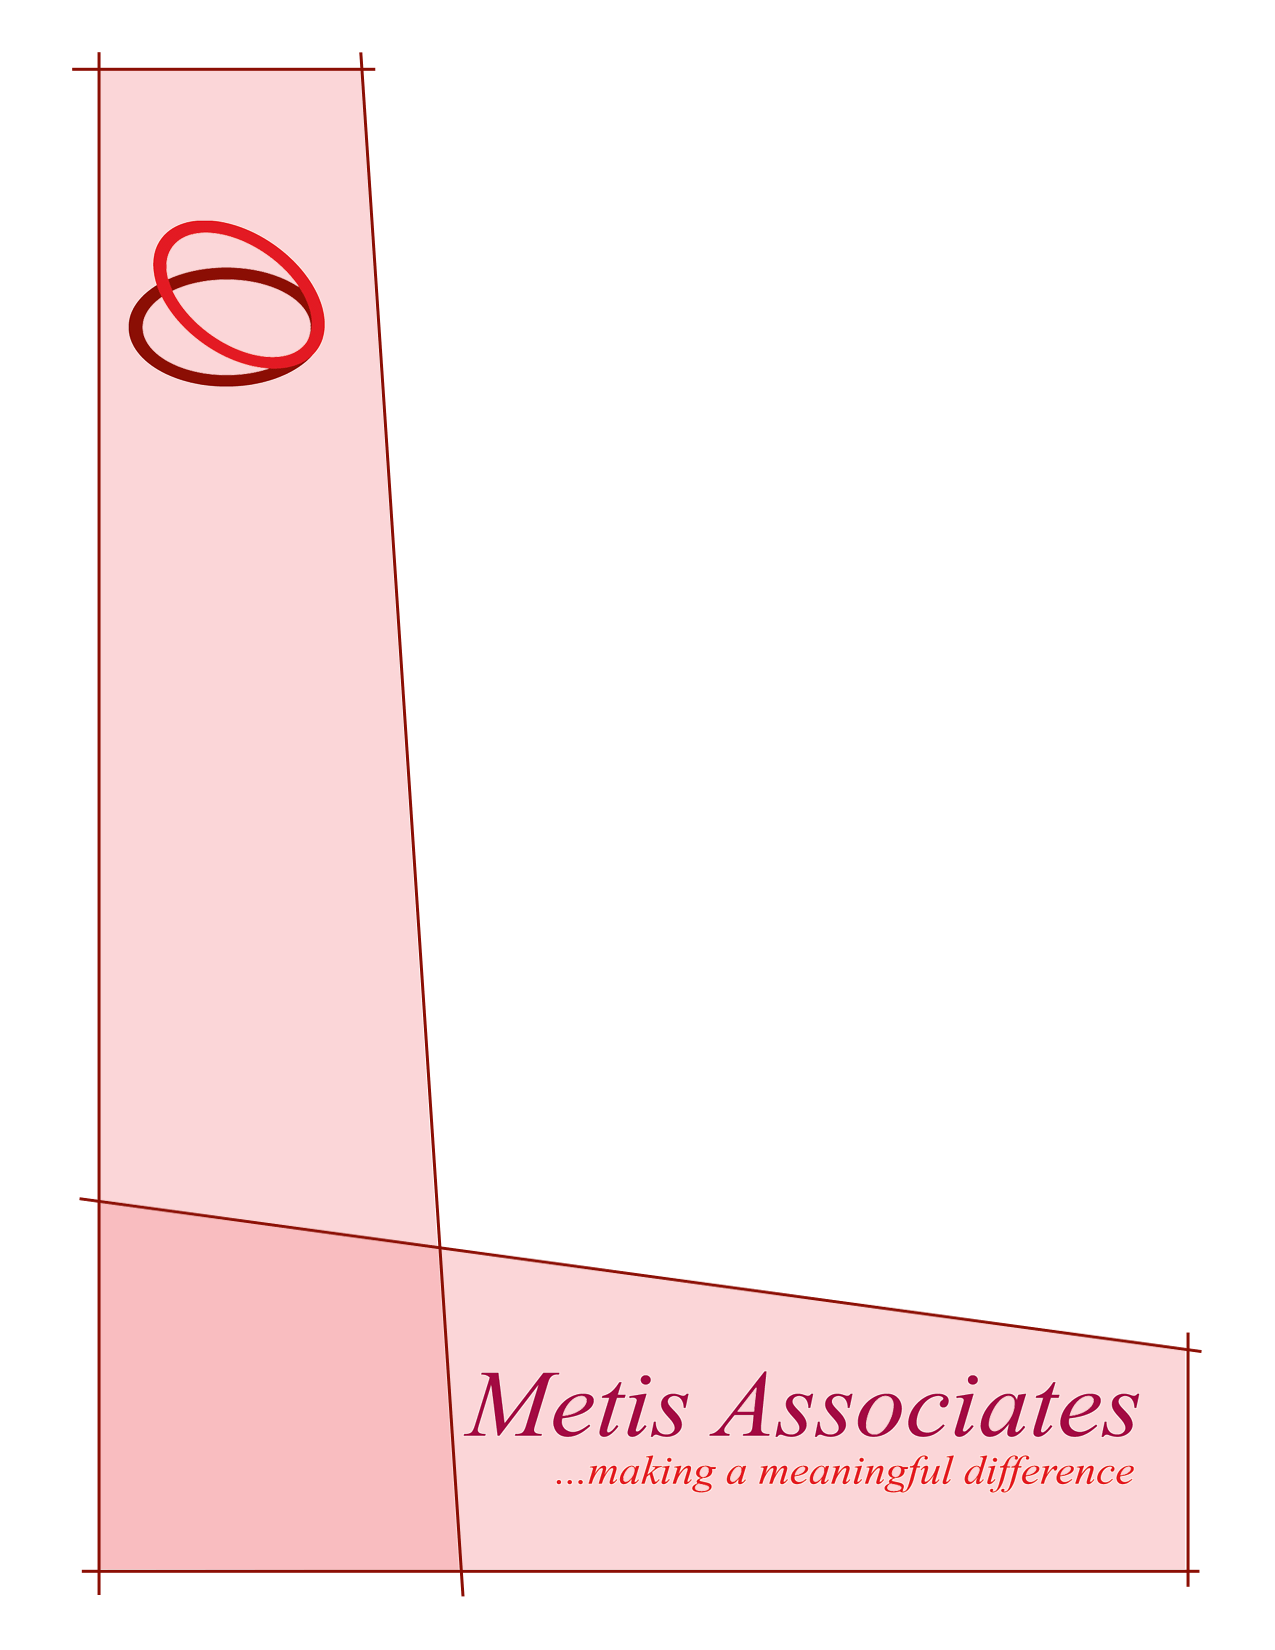 Metis Associates
...making a meaningful difference